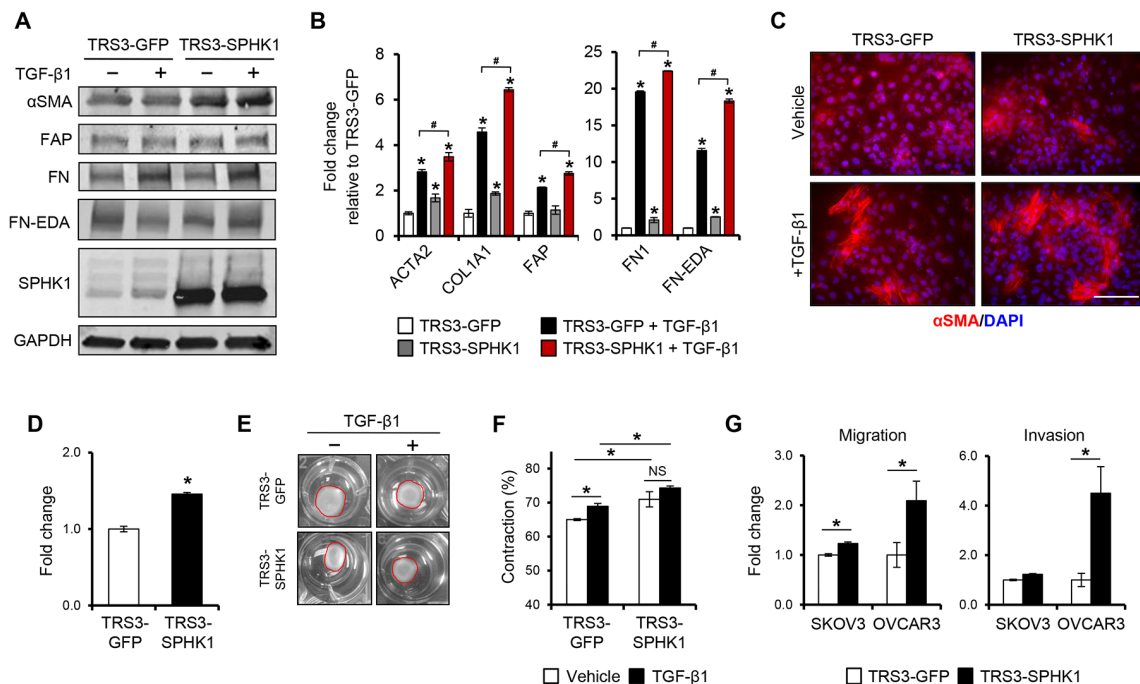 A
TRS3-GFP TRS3-SPHK1
TGF-β1 – + – +
αSMA
FAP
FN
FN-EDA
SPHK1
GAPDH
B
Fold change
relative to TRS3-GFP
8
6
4
2
0
# # #
* * * * * * * *
ACTA2 COL1A1 FAP
25
20
15
10
5
0
# #
* * * * * *
FN1 FN-EDA
TRS3-GFP TRS3-GFP + TGF-β1
TRS3-SPHK1 TRS3-SPHK1 + TGF-β1
C
TRS3-GFP TRS3-SPHK1
Vehicle
+TGF-β1
αSMA/DAPI
D
Fold change
2.0
1.0
0.0
*
TRS3-
GFP
TRS3-
SPHK1
E
TGF-β1
– +
TRS3-
GFP
TRS3-
SPHK1
F
Contraction (%)
85
75
65
55
45
*
*
* NS
TRS3-
GFP
TRS3-
SPHK1
Vehicle TGF-β1
G
Migration
Fold change
3.0
2.0
1.0
0.0
* *
SKOV3 OVCAR3
Invasion
6.0
4.0
2.0
0.0
*
SKOV3 OVCAR3
TRS3-GFP TRS3-SPHK1